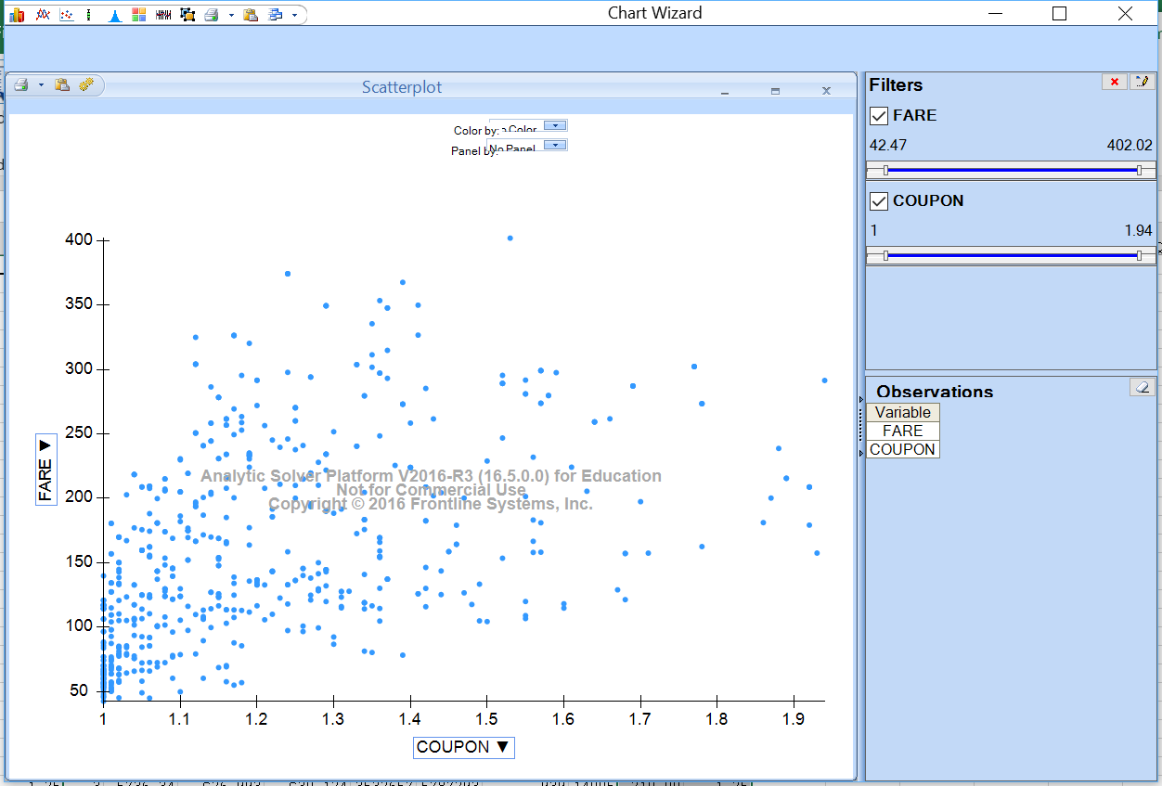 Chart Wizard
Scatterplot
Color by:
Color
Panel by:
No Panel
400
350
300
250
200
150
100
50
FARE ▼
1
1.1
1.2
1.3
1.4
1.5
1.6
1.7
1.8
1.9
COUPON ▼
Analytic Solver Platform V2016-R3 (16.5.0.0) for Education
Not for Commercial Use
Copyright © 2016 Frontline Systems, Inc.
Filters
FARE
42.47 402.02
COUPON
1 1.94
Observations
Variable
FARE
COUPON